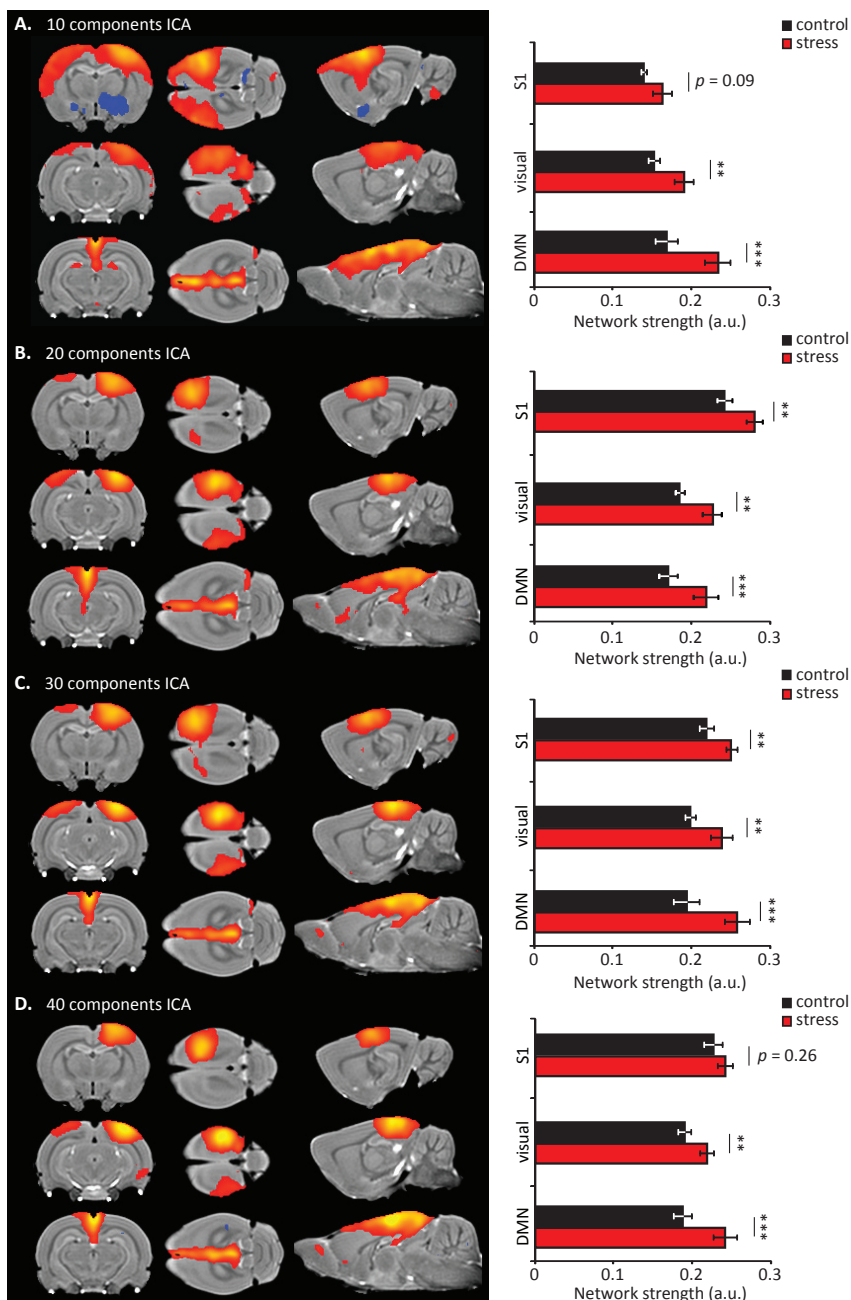 A. 10 components ICA
control
stress
S1
p = 0.09
visual
**
DMN
***
0 0.1 0.2 0.3
Network strength (a.u.)
B. 20 components ICA
control
stress
S1
**
visual
**
DMN
***
0 0.1 0.2 0.3
Network strength (a.u.)
C. 30 components ICA
control
stress
S1
**
visual
**
DMN
***
0 0.1 0.2 0.3
Network strength (a.u.)
D. 40 components ICA
control
stress
S1
p = 0.26
visual
**
DMN
***
0 0.1 0.2 0.3
Network strength (a.u.)